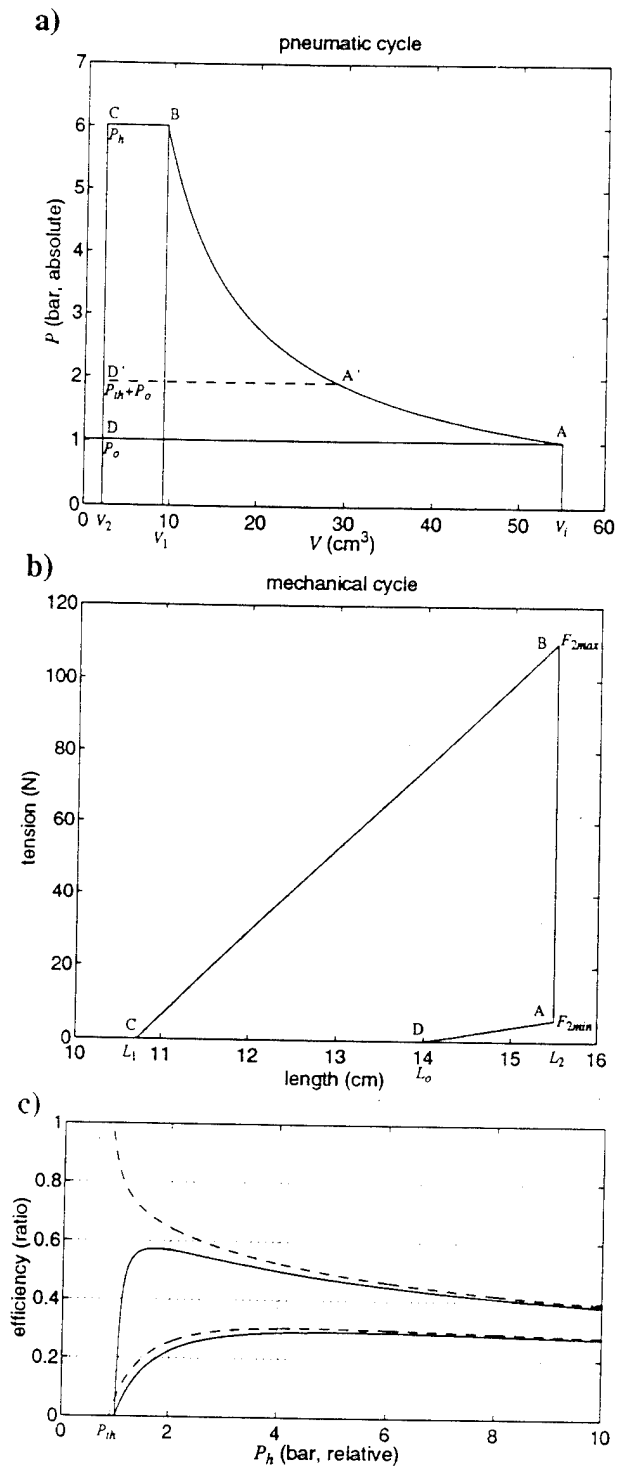 a)
pneumatic cycle
7
6
5
4
3
2
1
0
P (bar, absolute)
C
B
P_h
D'
A'
P_th+P_o
D
A
P_o
0
V_2
10
V_1
20
30
40
50
V_i
60
V (cm³)
b)
mechanical cycle
120
100
80
60
40
20
0
tension (N)
B
F_2max
C
D
A
F_2min
10
L_1
11
12
13
14
L_o
15
L_2
16
length (cm)
c)
1
0.8
0.6
0.4
0.2
0
efficiency (ratio)
0
P_th
2
4
6
8
10
P_h (bar, relative)